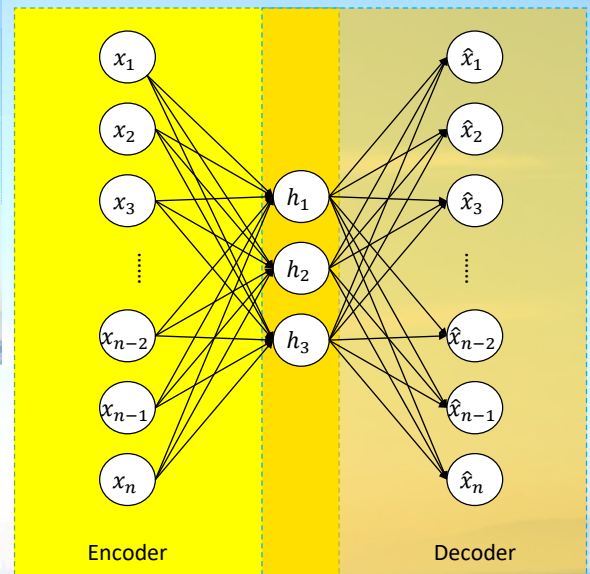 x₁
x₂
x₃
......
xₙ₋₂
xₙ₋₁
xₙ
h₁
h₂
h₃
x̂₁
x̂₂
x̂₃
......
x̂ₙ₋₂
x̂ₙ₋₁
x̂ₙ
Encoder
Decoder